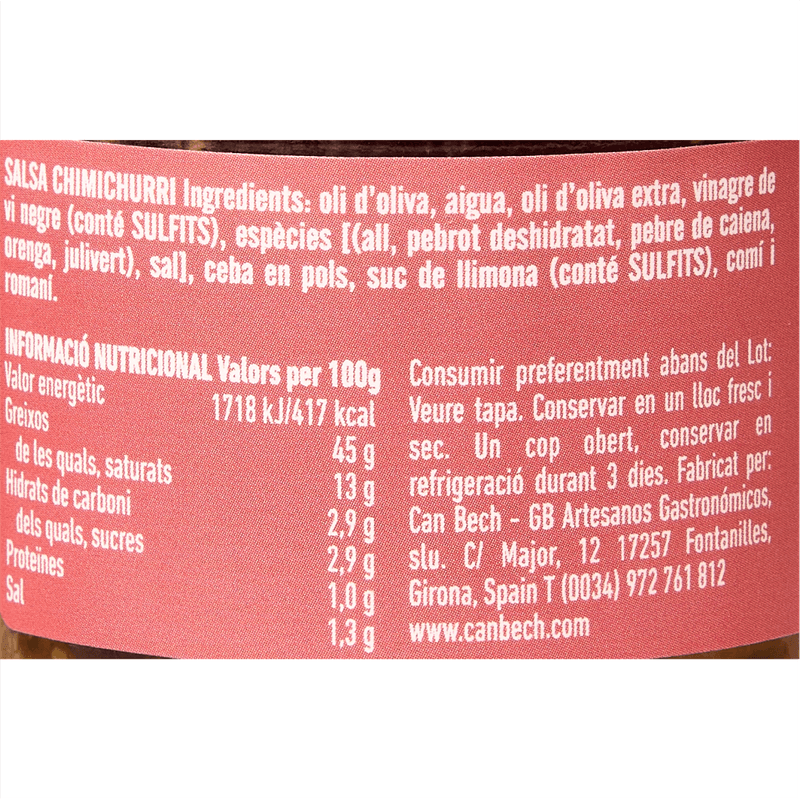 SALSA CHIMICHURRI Ingredients: oli d'oliva, aigua, oli d'oliva extra, vinagre de
vi negre (conté SULFITS), espècies [(all, pebrot deshidratat, pebre de caiena,
orenga, julivert), sal], ceba en pols, suc de llimona (conté SULFITS), comí i
romaní.
INFORMACIÓ NUTRICIONAL Valors per 100g
Valor energètic 1718 kJ/417 kcal
Greixos 45 g
de les quals, saturats 13 g
Hidrats de carboni 2,9 g
dels quals, sucres 2,9 g
Proteïnes 1,0 g
Sal 1,3 g
Consumir preferentment abans del Lot:
Veure tapa. Conservar en un lloc fresc i
sec. Un cop obert, conservar en
refrigeració durant 3 dies. Fabricat per:
Can Bech - GB Artesanos Gastronómicos,
slu. C/ Major, 12 17257 Fontanilles,
Girona, Spain T (0034) 972 761 812
www.canbech.com